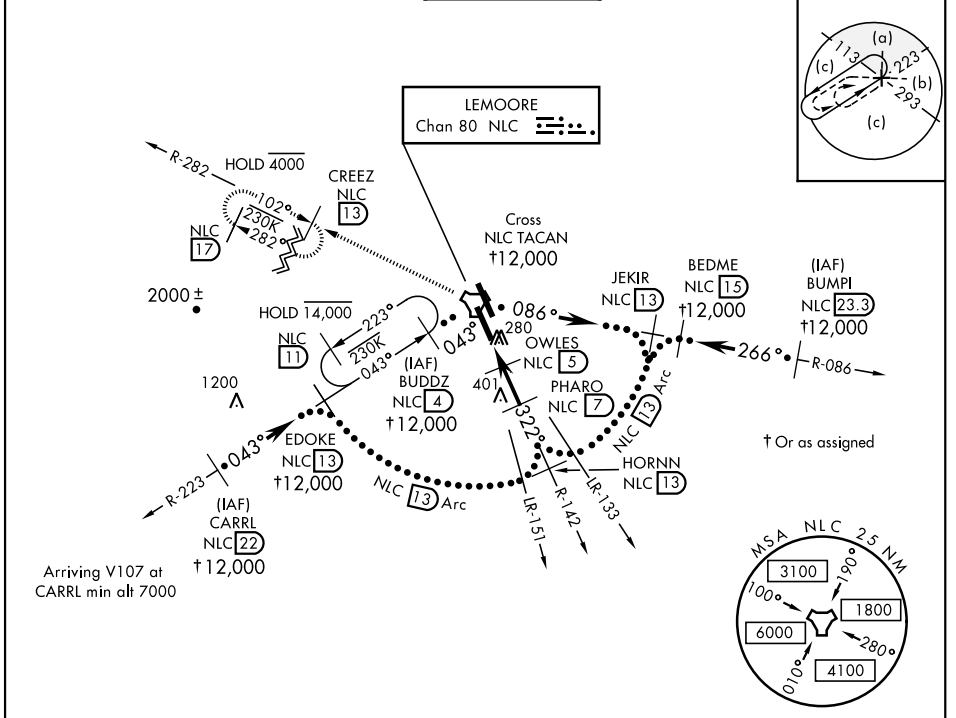 (a)
113
223
(c)
(b)
293
(c)
LEMOORE
Chan 80 NLC
R-282
HOLD 4000
CREEZ
NLC
13
102°
230K
282°
NLC
17
Cross
NLC TACAN
†12,000
JEKIR
NLC 13
BEDME
NLC 15
†12,000
(IAF)
BUMPI
NLC 23.3
†12,000
2000 ±
HOLD 14,000
223°
230K
043°
NLC
11
043°
086°
280
OWLES
NLC 5
266°
R-086
(IAF)
BUDDZ
NLC 4
†12,000
401
PHARO
NLC 7
1200
NLC 13 Arc
† Or as assigned
043°
EDOKE
NLC 13
†12,000
322°
HORNN
NLC 13
R-223
NLC 13 Arc
LR-151
R-142
LR-133
(IAF)
CARRL
NLC 22
†12,000
Arriving V107 at
CARRL min alt 7000
MSA NLC 25 NM
3100
190°
100°
1800
6000
280°
010°
4100